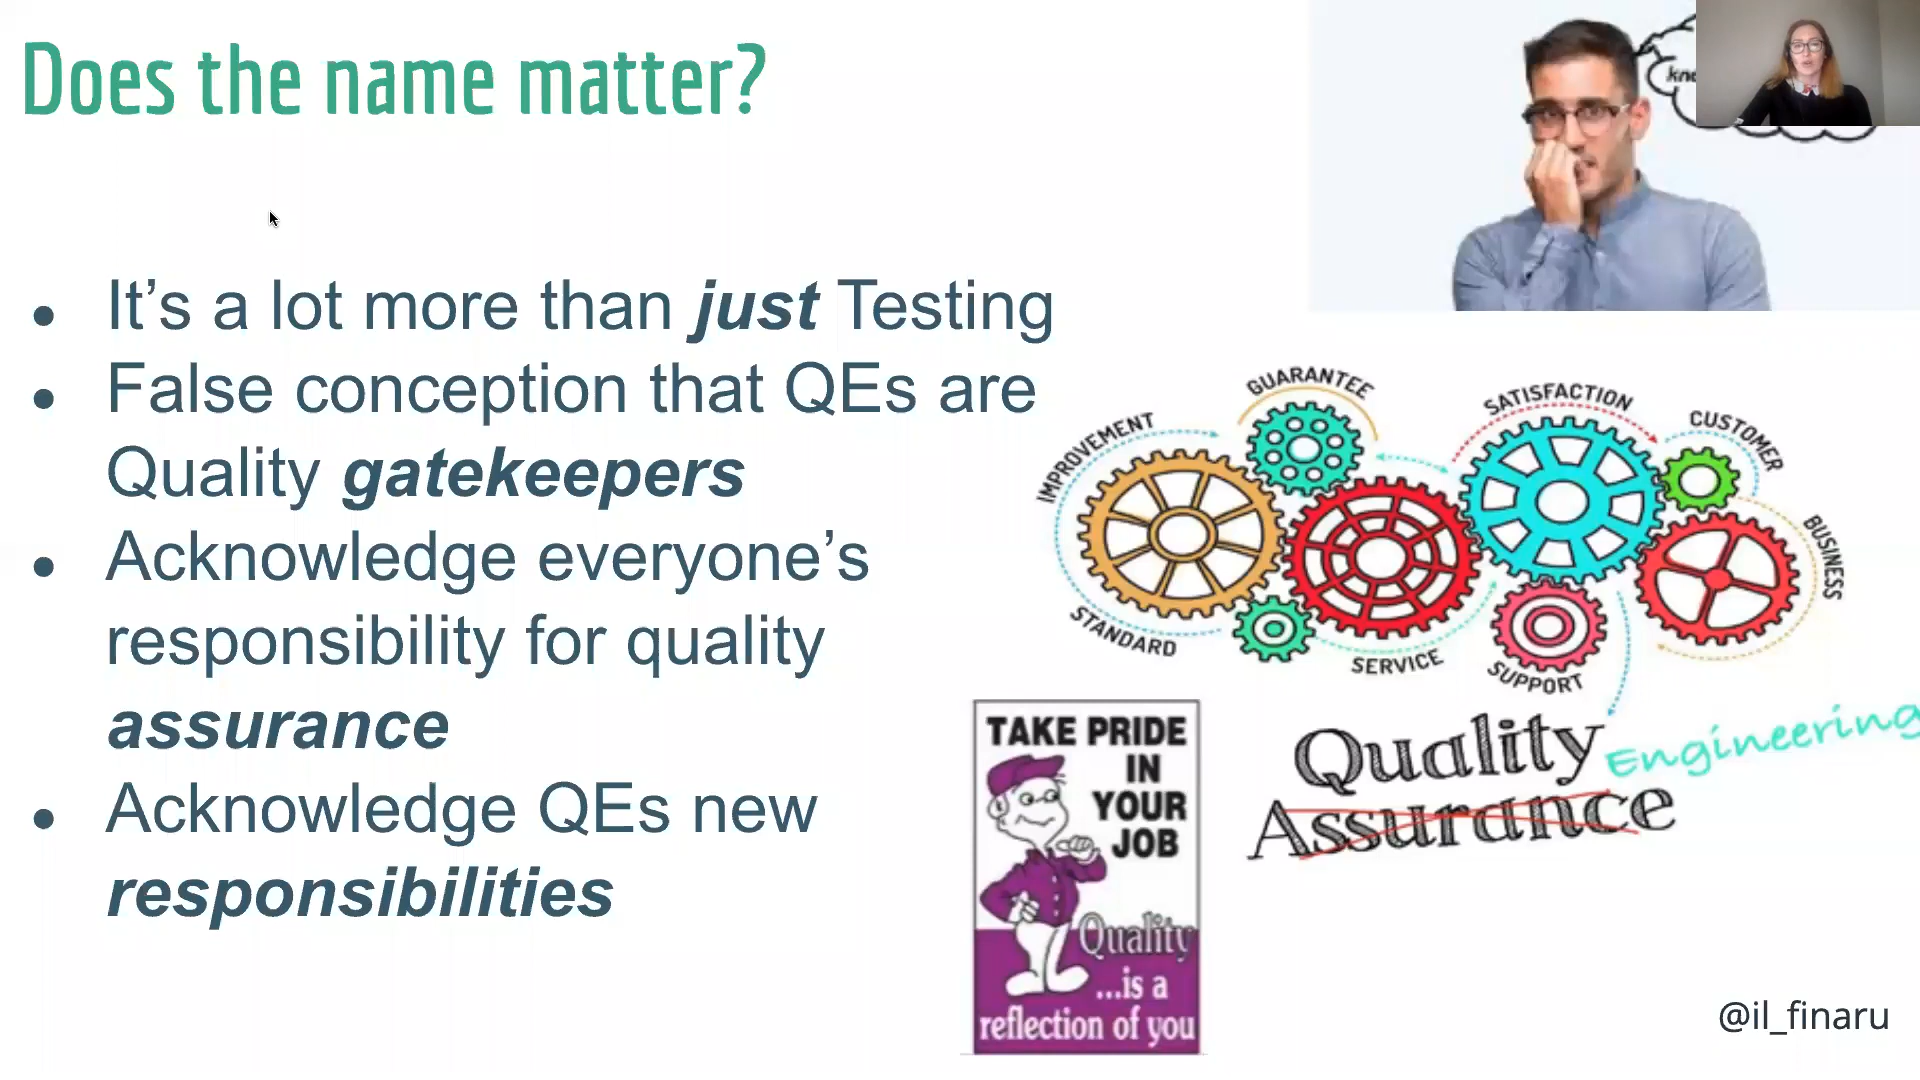 Does the name matter?
It’s a lot more than just Testing
False conception that QEs are
Quality gatekeepers
Acknowledge everyone’s
responsibility for quality
assurance
Acknowledge QEs new
responsibilities
IMPROVEMENT
GUARANTEE
SATISFACTION
CUSTOMER
BUSINESS
STANDARD
SERVICE
SUPPORT
Quality Engineering
Assurance
TAKE PRIDE
IN
YOUR
JOB
Quality
...is a
reflection of you
@il_finaru